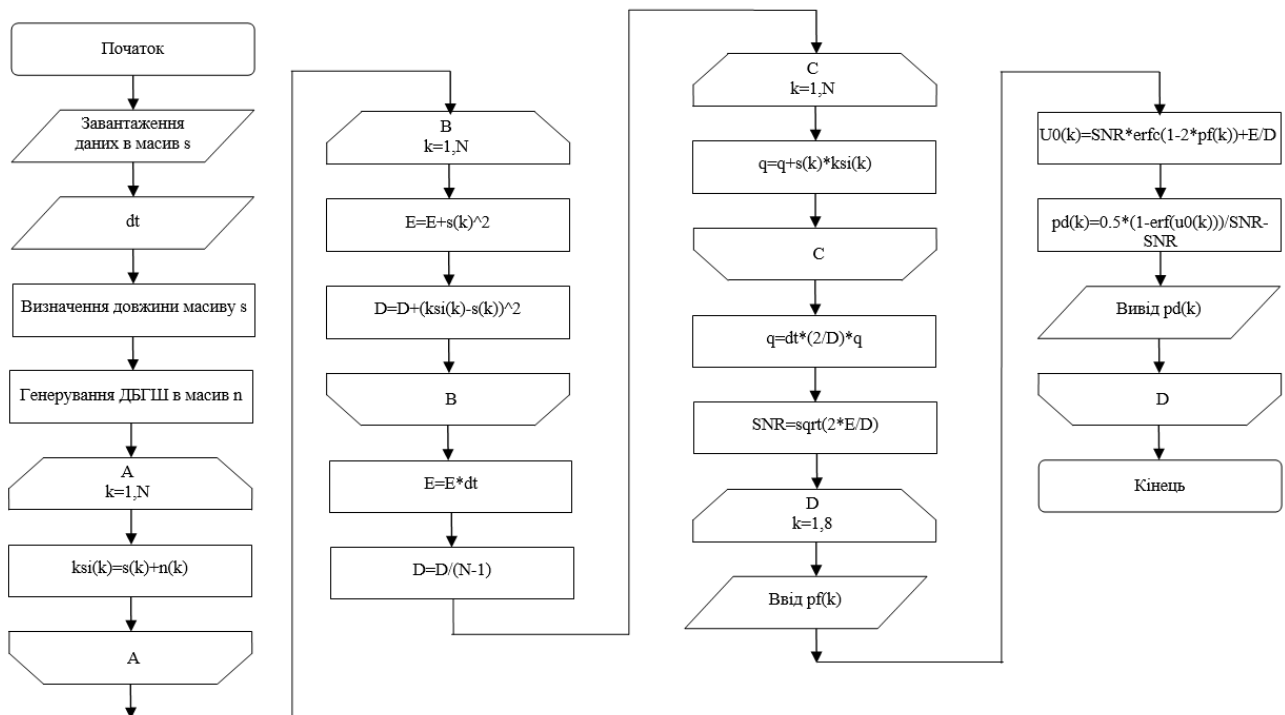 Початок
Завантаження
даних в масив s
dt
Визначення довжини масиву s
Генерування ДБГШ в масив n
A
k=1,N
ksi(k)=s(k)+n(k)
A
B
k=1,N
E=E+s(k)^2
D=D+(ksi(k)-s(k))^2
B
E=E*dt
D=D/(N-1)
C
k=1,N
q=q+s(k)*ksi(k)
C
q=dt*(2/D)*q
SNR=sqrt(2*E/D)
D
k=1,8
Ввід pf(k)
U0(k)=SNR*erfc(1-2*pf(k))+E/D
pd(k)=0.5*(1-erf(u0(k)))/SNR-
SNR
Вивід pd(k)
D
Кінець